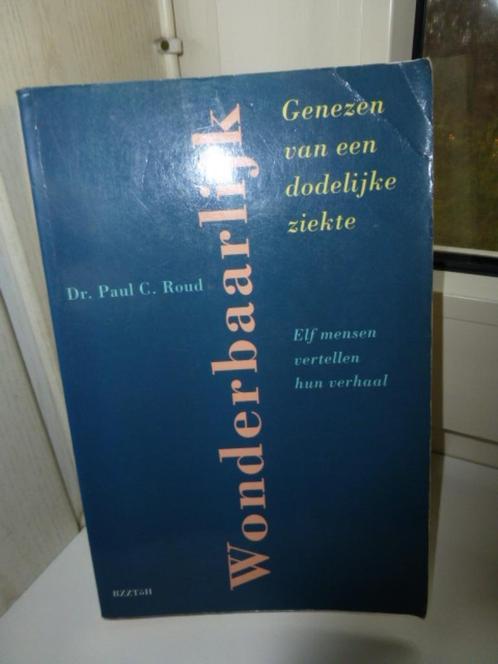 Genezen
van een
dodelijke
ziekte
Dr. Paul C. Roud
Wonderbaarlijk
Elf mensen
vertellen
hun verhaal
BZZTôH